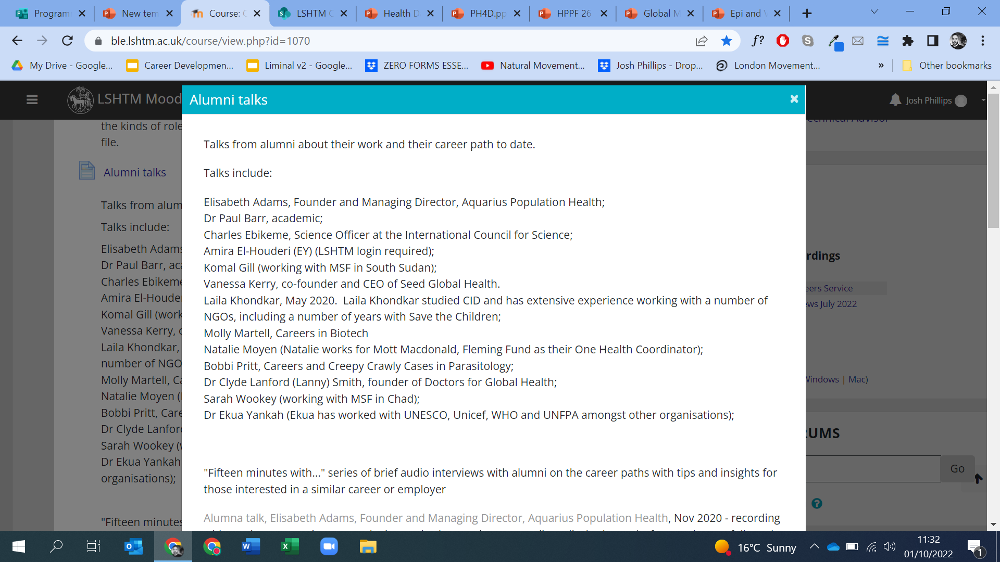 Program
New tem
Course: C
LSHTM C
Health D
PH4D.pp
HPPF 26
Global M
Epi and V
ble.lshtm.ac.uk/course/view.php?id=1070
f?
My Drive - Google...
Career Developmen...
Liminal v2 - Google...
ZERO FORMS ESSE...
Natural Movement...
Josh Phillips - Drop...
London Movement...
»
Other bookmarks
LSHTM Mood
Alumni talks
Josh Phillips
the kinds of role
file.
Alumni talks
Talks from alum
Talks include:
Elisabeth Adams
Dr Paul Barr, aca
Charles Ebikeme
Amira El-Houde
Komal Gill (work
Vanessa Kerry, c
Laila Khondkar,
number of NGO
Molly Martell, Ca
Natalie Moyen (
Bobbi Pritt, Care
Dr Clyde Lanford
Sarah Wookey (w
Dr Ekua Yankah
organisations);
"Fifteen minutes
Talks from alumni about their work and their career path to date.
Talks include:
Elisabeth Adams, Founder and Managing Director, Aquarius Population Health;
Dr Paul Barr, academic;
Charles Ebikeme, Science Officer at the International Council for Science;
Amira El-Houderi (EY) (LSHTM login required);
Komal Gill (working with MSF in South Sudan);
Vanessa Kerry, co-founder and CEO of Seed Global Health.
Laila Khondkar, May 2020.  Laila Khondkar studied CID and has extensive experience working with a number of
NGOs, including a number of years with Save the Children;
Molly Martell, Careers in Biotech
Natalie Moyen (Natalie works for Mott Macdonald, Fleming Fund as their One Health Coordinator);
Bobbi Pritt, Careers and Creepy Crawly Cases in Parasitology;
Dr Clyde Lanford (Lanny) Smith, founder of Doctors for Global Health;
Sarah Wookey (working with MSF in Chad);
Dr Ekua Yankah (Ekua has worked with UNESCO, Unicef, WHO and UNFPA amongst other organisations);
"Fifteen minutes with..." series of brief audio interviews with alumni on the career paths with tips and insights for
those interested in a similar career or employer
Alumna talk, Elisabeth Adams, Founder and Managing Director, Aquarius Population Health, Nov 2020 - recording
echnical Advisor
rdings
eers Service
ews July 2022
Windows | Mac)
RUMS
Go
16°C Sunny
11:32
01/10/2022
1